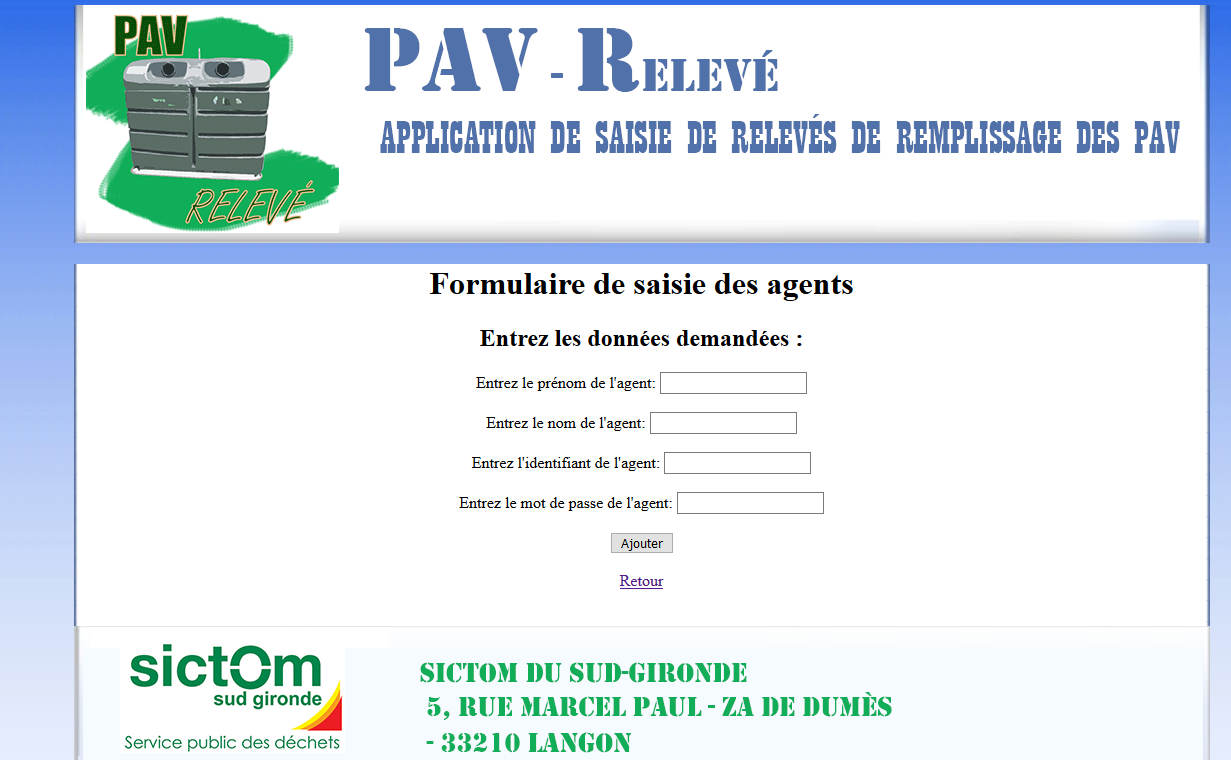 PAV
RELEVÉ
PAV - RELEVÉ
APPLICATION DE SAISIE DE RELEVÉS DE REMPLISSAGE DES PAV
Formulaire de saisie des agents
Entrez les données demandées :
Entrez le prénom de l'agent:
Entrez le nom de l'agent:
Entrez l'identifiant de l'agent:
Entrez le mot de passe de l'agent:
Ajouter
Retour
sictOm
sud gironde
Service public des déchets
SICTOM DU SUD-GIRONDE
5, RUE MARCEL PAUL - ZA DE DUMÈS
- 33210 LANGON